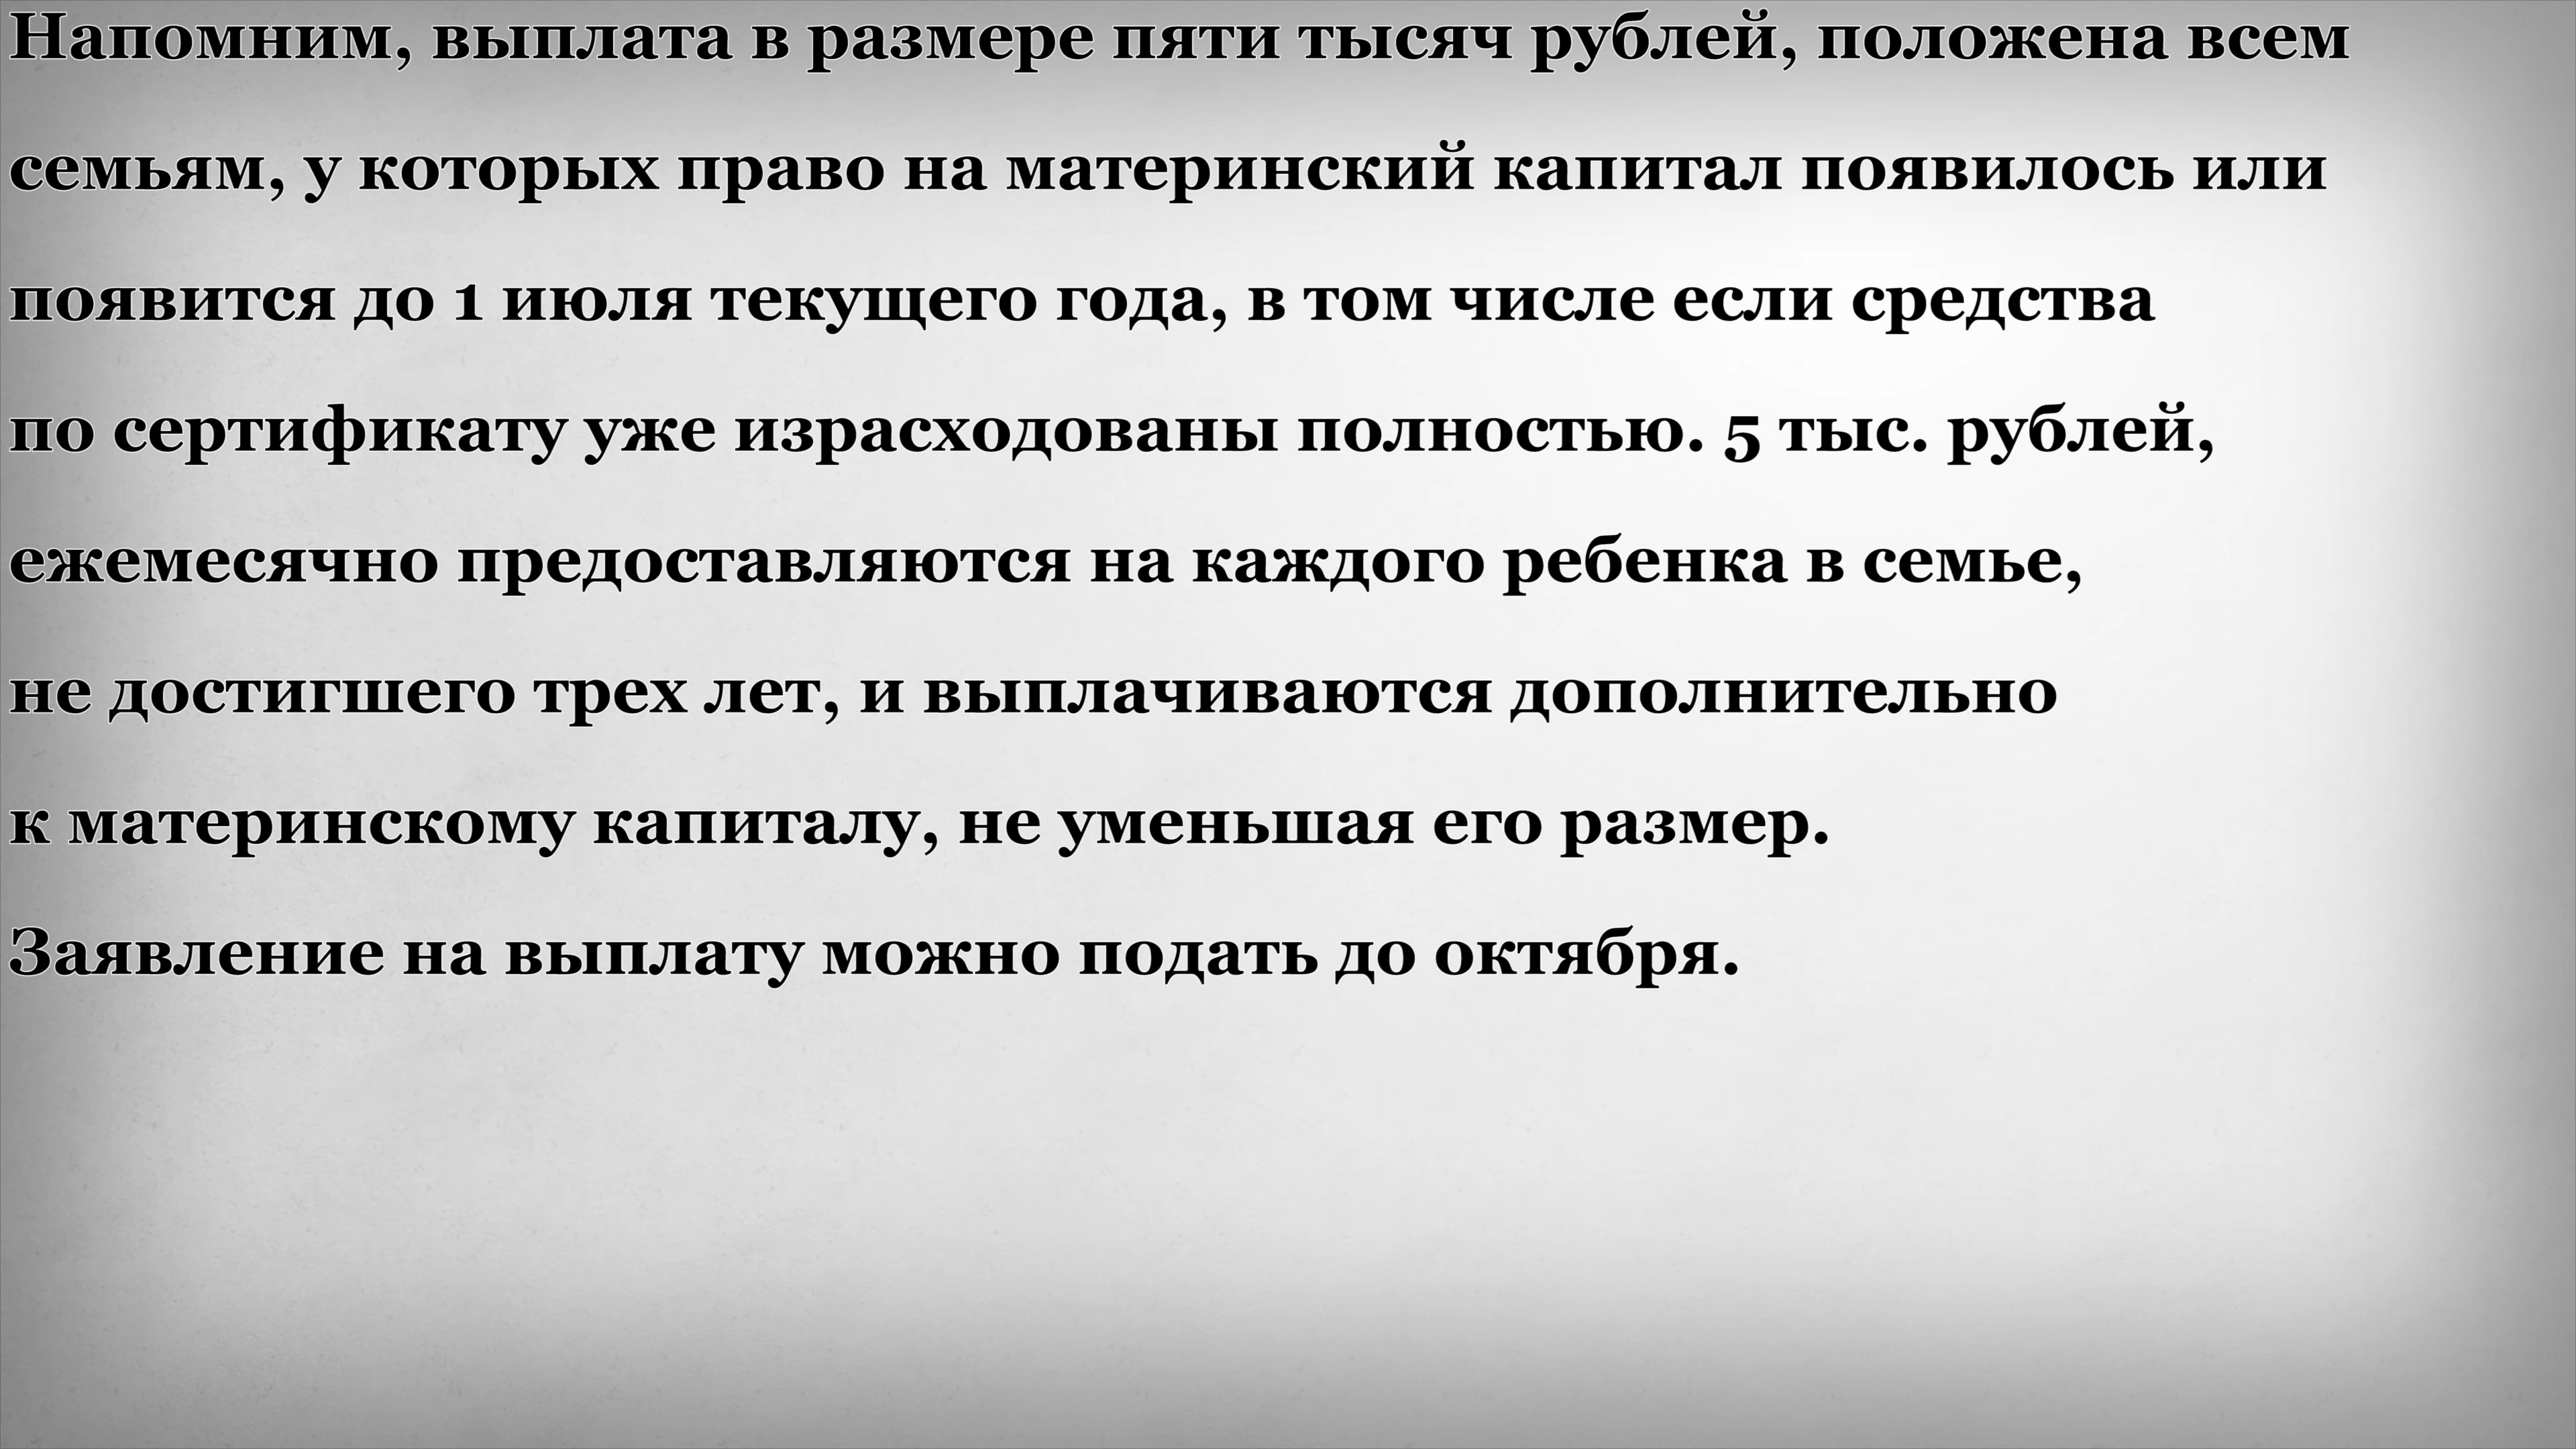 Напомним, выплата в размере пяти тысяч рублей, положена всем
семьям, у которых право на материнский капитал появилось или
появится до 1 июля текущего года, в том числе если средства
по сертификату уже израсходованы полностью. 5 тыс. рублей,
ежемесячно предоставляются на каждого ребенка в семье,
не достигшего трех лет, и выплачиваются дополнительно
к материнскому капиталу, не уменьшая его размер.
Заявление на выплату можно подать до октября.